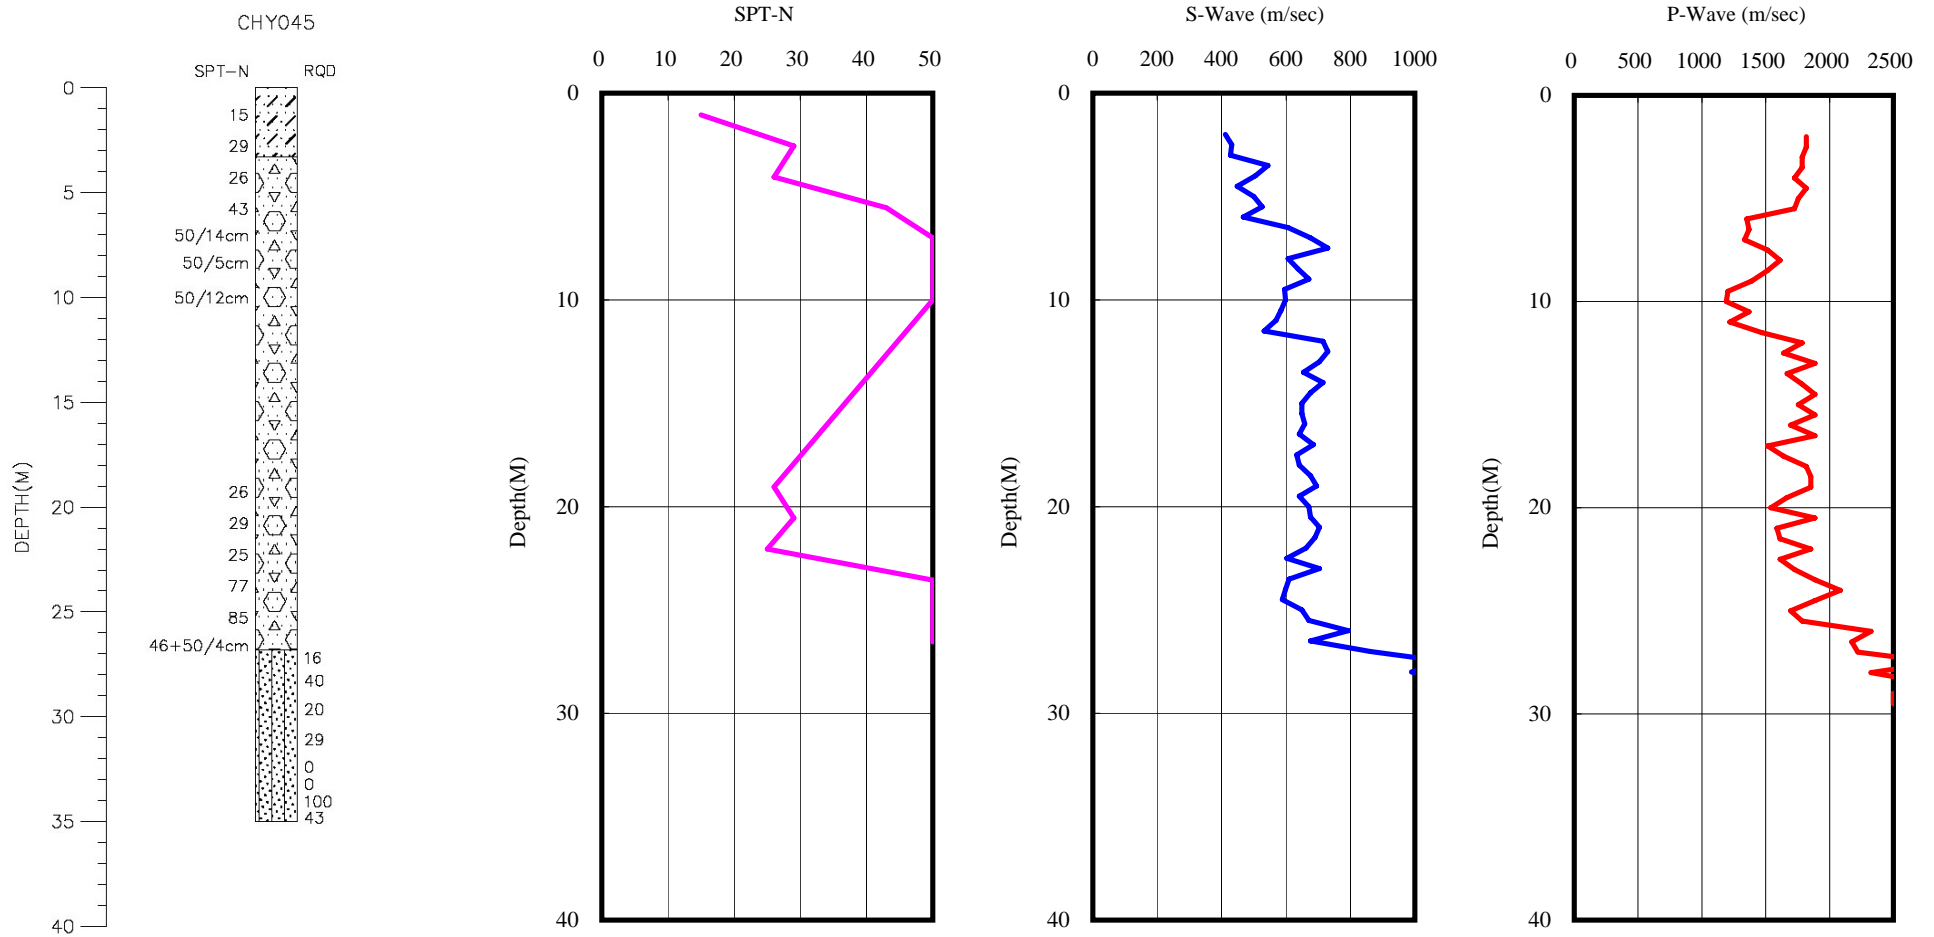 CHY045
SPT-N RQD
0
5
10
15
20
25
30
35
40
DEPTH(M)
15
29
26
43
50/14cm
50/5cm
50/12cm
26
29
25
77
85
46+50/4cm
16
40
20
29
0
0
100
43
SPT-N
0 10 20 30 40 50
0
10
20
30
40
Depth(M)
S-Wave (m/sec)
0 200 400 600 800 1000
0
10
20
30
40
Depth(M)
P-Wave (m/sec)
0 500 1000 1500 2000 2500
0
10
20
30
40
Depth(M)